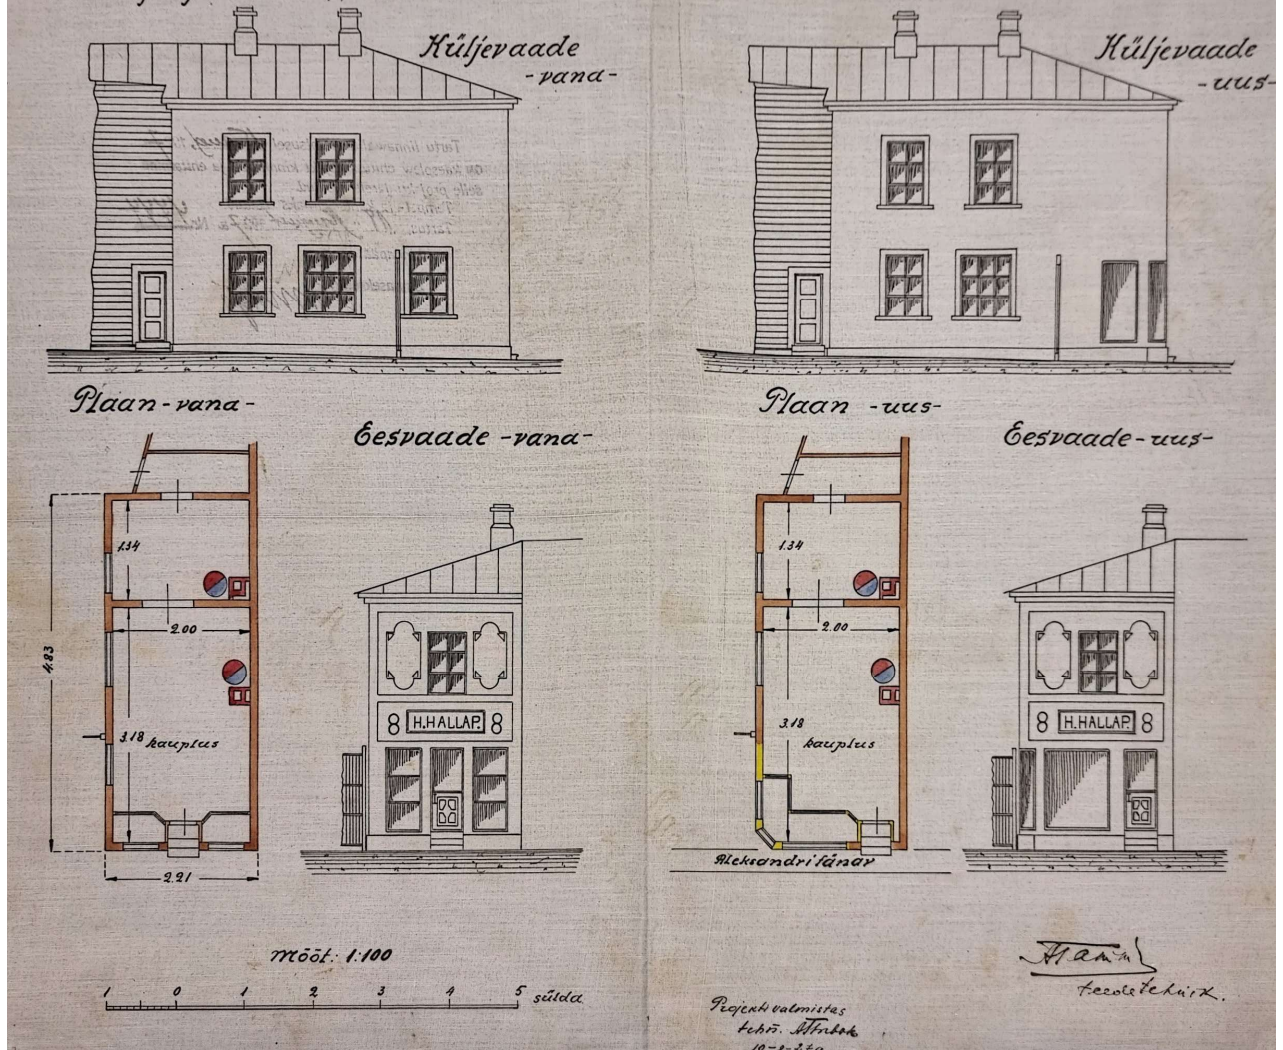 Küljevaade
-vana-
Küljevaade
-uus-
Plaan-vana-
Eesvaade -vana-
Plaan -uus-
Eesvaade-uus-
1.34
2.00
4.83
3.18
kauplus
2.21
8 H.HALLAP. 8
1.34
2.00
3.18
kauplus
Aleksandri tänav
8 H.HALLAP. 8
Mõõt: 1:100
1 0 1 2 3 4 5 sülda
Projekti valmistas
tehn.